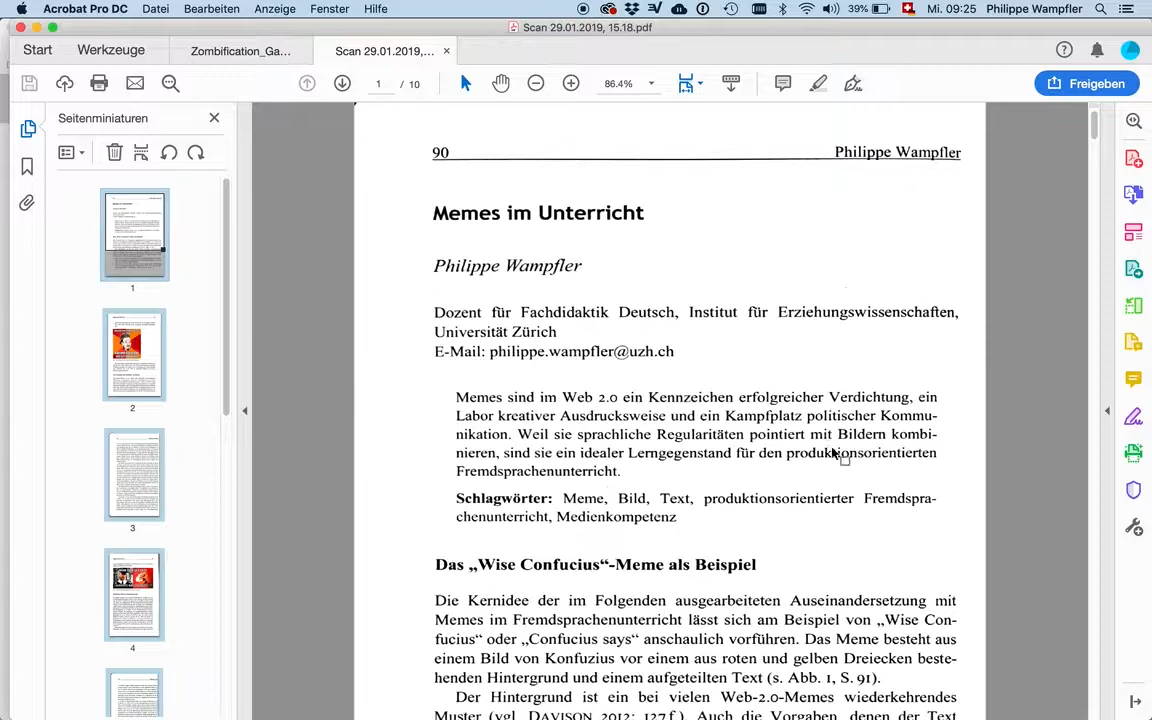 Acrobat Pro DC Datei Bearbeiten Anzeige Fenster Hilfe 39% Mi. 09:25 Philippe Wampfler
Scan 29.01.2019, 15.18.pdf
Start Werkzeuge Zombification_Ga... Scan 29.01.2019,... ×
1 / 10 86.4% Freigeben
Seitenminiaturen
1
2
3
4
90 Philippe Wampfler
Memes im Unterricht
Philippe Wampfler
Dozent für Fachdidaktik Deutsch, Institut für Erziehungswissenschaften,
Universität Zürich
E-Mail: philippe.wampfler@uzh.ch
Memes sind im Web 2.0 ein Kennzeichen erfolgreicher Verdichtung, ein
Labor kreativer Ausdrucksweise und ein Kampfplatz politischer Kommu-
nikation. Weil sie sprachliche Regularitäten pointiert mit Bildern kombi-
nieren, sind sie ein idealer Lerngegenstand für den produktionsorientierten
Fremdsprachenunterricht.
Schlagwörter: Meme, Bild, Text, produktionsorientierter Fremdspra-
chenunterricht, Medienkompetenz
Das „Wise Confucius“-Meme als Beispiel
Die Kernidee der im Folgenden ausgearbeiteten Auseinandersetzung mit
Memes im Fremdsprachenunterricht lässt sich am Beispiel von „Wise Con-
fucius“ oder „Confucius says“ anschaulich vorführen. Das Meme besteht aus
einem Bild von Konfuzius vor einem aus roten und gelben Dreiecken beste-
henden Hintergrund und einem aufgeteilten Text (s. Abb. 1, S. 91).
Der Hintergrund ist ein bei vielen Web-2.0-Memes wiederkehrendes
Muster (vgl. DAVISON 2012: 127 f.). Auch die Vorgaben, denen der Text